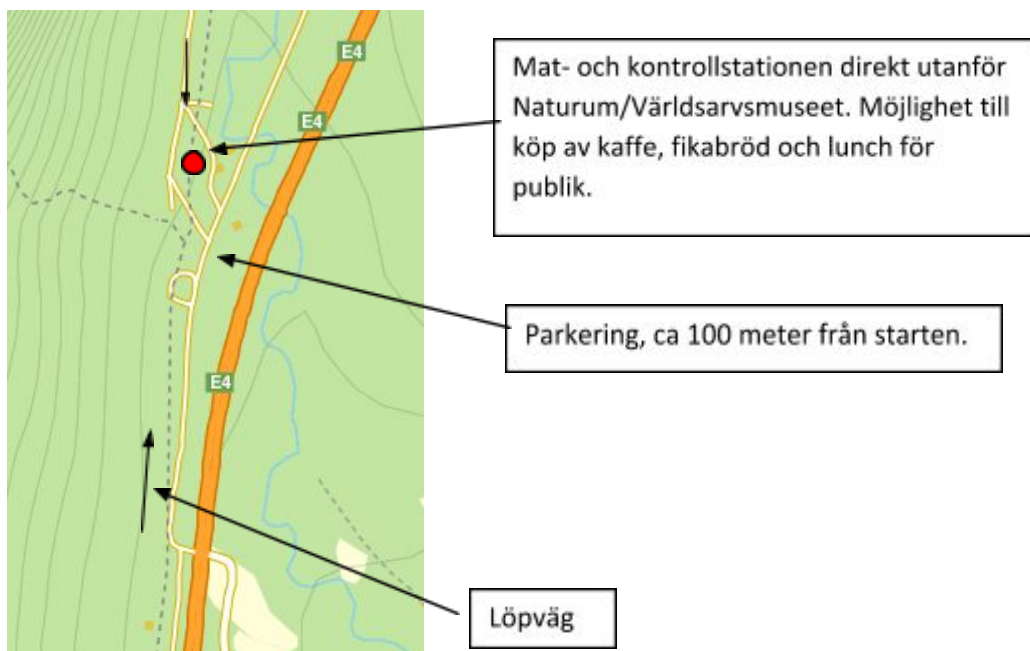 E4
Mat- och kontrollstationen direkt utanför
Naturum/Världsarvsmuseet. Möjlighet till
köp av kaffe, fikabröd och lunch för
publik.
E4
Parkering, ca 100 meter från starten.
E4
Löpväg